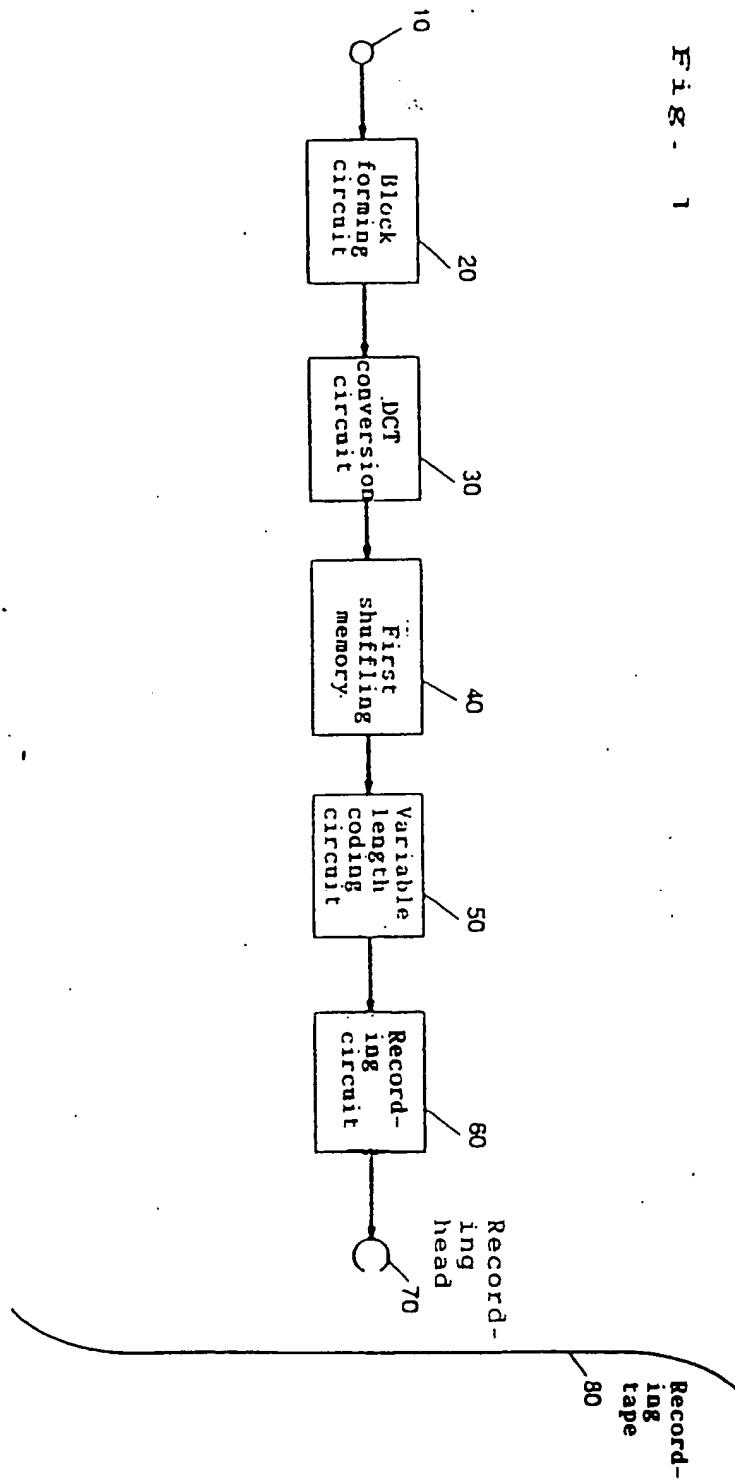 Fig. 1
10
Block
forming
circuit
20
DCT
conversion
circuit
30
First
shuffling
memory
40
Variable
length
coding
circuit
50
Record-
ing
circuit
60
Record-
ing
head
70
Record-
ing
tape
80